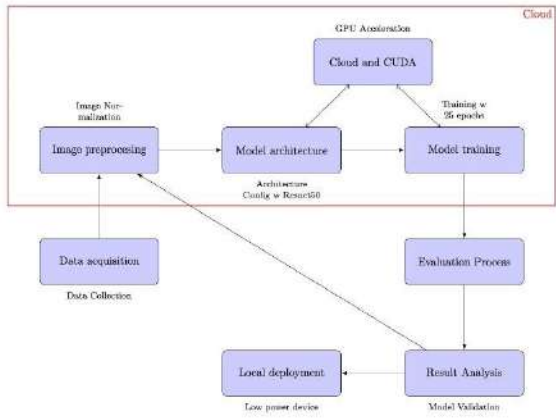 Cloud
GPU Acceleration
Cloud and CUDA
Image Nor-
malization
Training w
25 epochs
Image preprocesing
Model architecture
Model training
Architecture
Config w Resnet50
Data acquisition
Evaluation Process
Data Collection
Local deployment
Result Analysis
Low power device
Model Validation